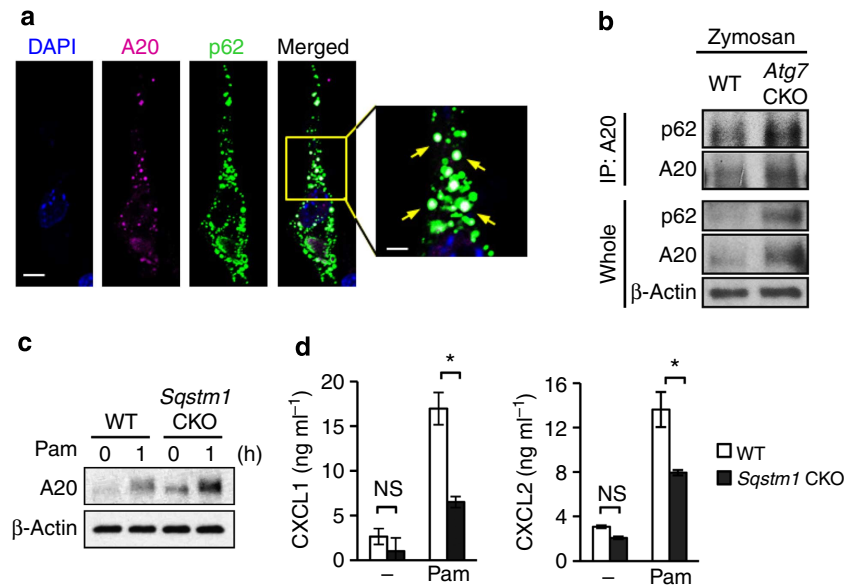 a
DAPI A20 p62 Merged
b
Zymosan
WT Atg7 CKO
IP: A20
p62
A20
Whole
p62
A20
β-Actin
c
WT Sqstm1 CKO
Pam 0 1 0 1 (h)
A20
β-Actin
d
CXCL1 (ng ml⁻¹)
20
15
10
5
0
NS
*
– Pam
CXCL2 (ng ml⁻¹)
16
12
8
4
0
NS
*
– Pam
WT
Sqstm1 CKO